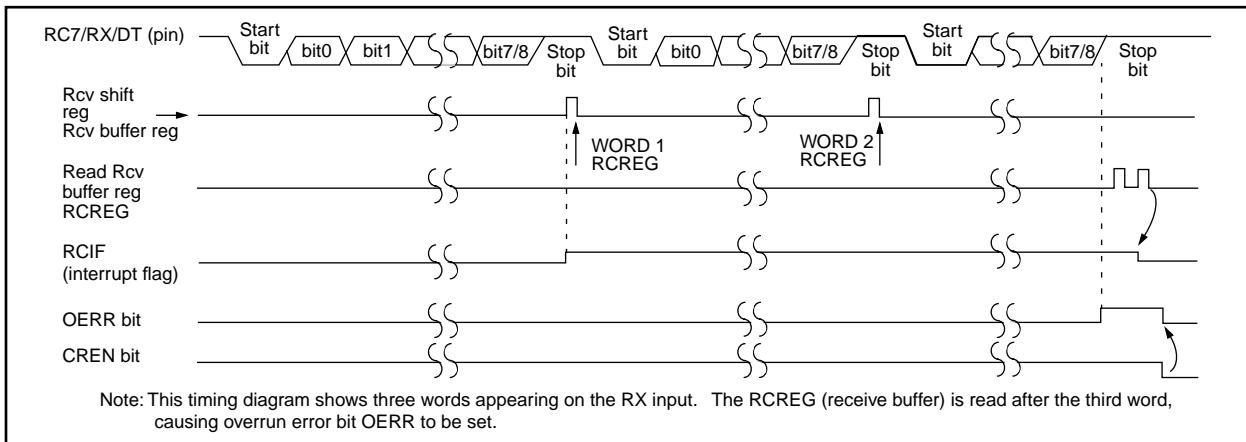 RC7/RX/DT (pin) Start bit bit0 bit1 bit7/8 Stop bit Start bit bit0 bit7/8 Stop bit Start bit bit7/8 Stop bit
Rcv shift
reg
Rcv buffer reg
WORD 1
RCREG
WORD 2
RCREG
Read Rcv
buffer reg
RCREG
RCIF
(interrupt flag)
OERR bit
CREN bit
Note: This timing diagram shows three words appearing on the RX input. The RCREG (receive buffer) is read after the third word,
causing overrun error bit OERR to be set.